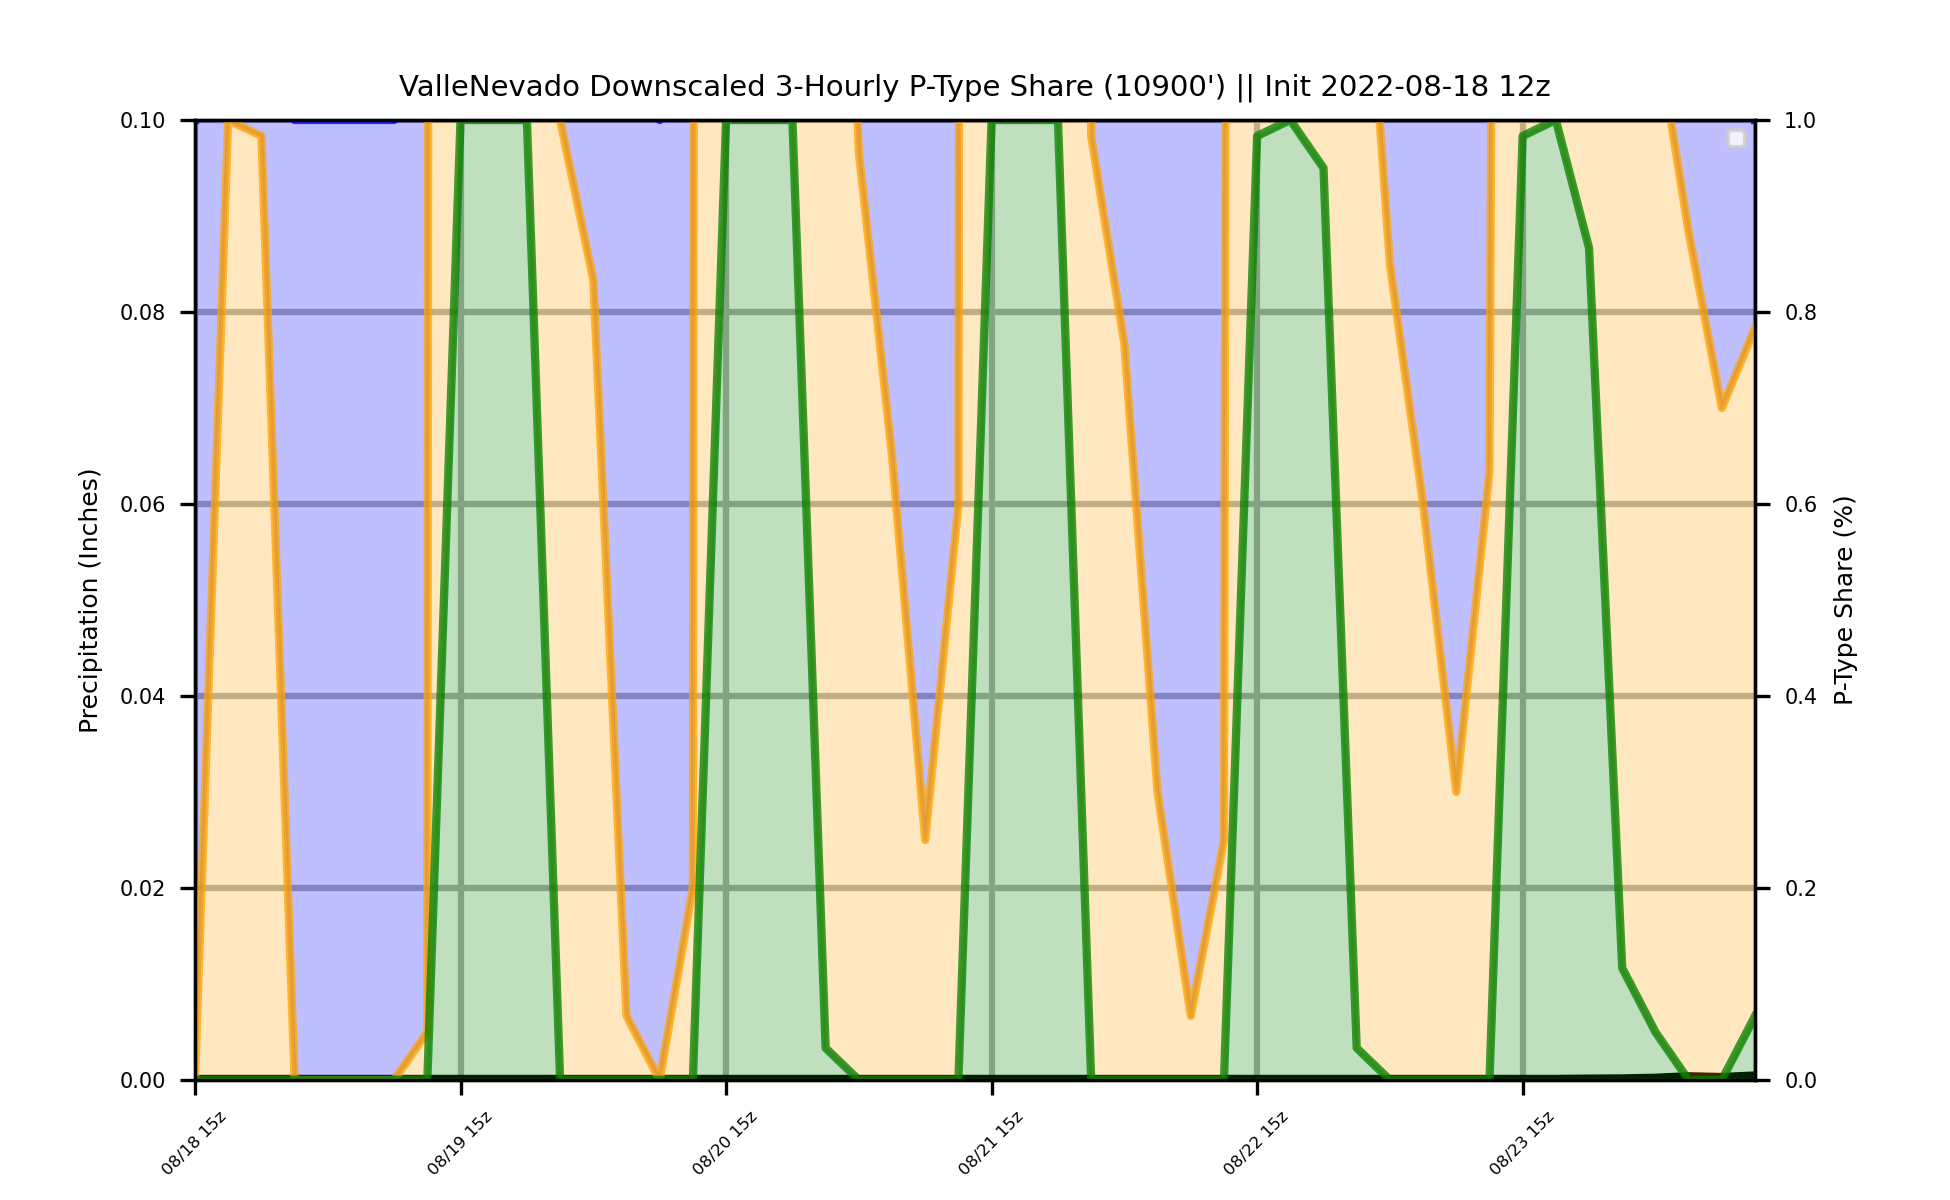 ValleNevado Downscaled 3-Hourly P-Type Share (10900') || Init 2022-08-18 12z
Precipitation (Inches)
0.10
0.08
0.06
0.04
0.02
0.00
1.0
0.8
0.6
0.4
0.2
0.0
P-Type Share (%)
08/18 15z
08/19 15z
08/20 15z
08/21 15z
08/22 15z
08/23 15z